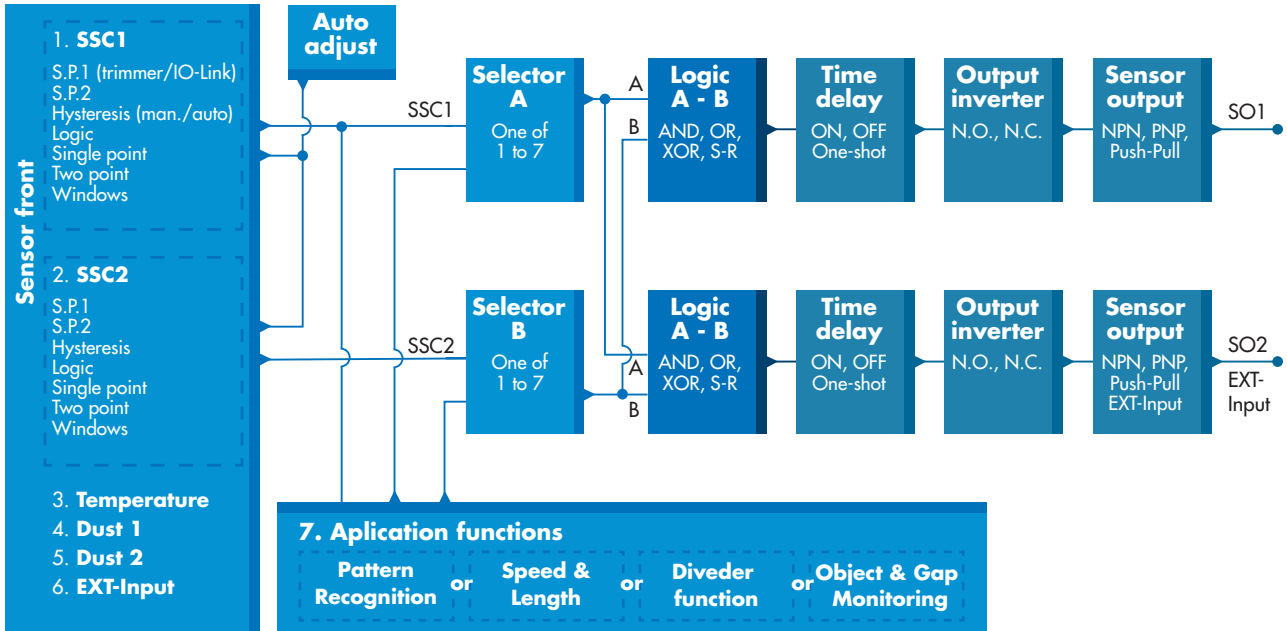 Sensor front
1. SSC1
S.P.1 (trimmer/IO-Link)
S.P.2
Hysteresis (man./auto)
Logic
Single point
Two point
Windows
2. SSC2
S.P.1
S.P.2
Hysteresis
Logic
Single point
Two point
Windows
3. Temperature
4. Dust 1
5. Dust 2
6. EXT-Input
Auto
adjust
SSC1
Selector
A
One of
1 to 7
A
B
Logic
A - B
AND, OR,
XOR, S-R
Time
delay
ON, OFF
One-shot
Output
inverter
N.O., N.C.
Sensor
output
NPN, PNP,
Push-Pull
SO1
SSC2
Selector
B
One of
1 to 7
A
B
Logic
A - B
AND, OR,
XOR, S-R
Time
delay
ON, OFF
One-shot
Output
inverter
N.O., N.C.
Sensor
output
NPN, PNP,
Push-Pull
EXT-Input
SO2
EXT-
Input
7. Aplication functions
Pattern
Recognition
or
Speed &
Length
or
Diveder
function
or
Object & Gap
Monitoring